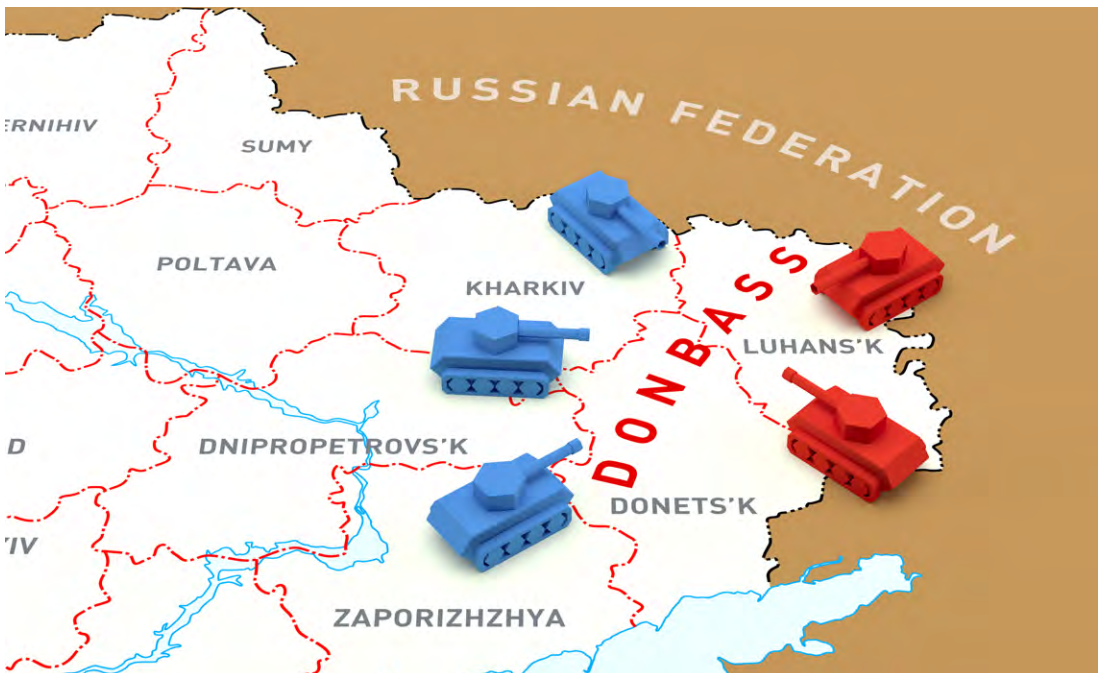 RUSSIAN FEDERATION
ERNIHIV
SUMY
POLTAVA
KHARKIV
DONBASS
LUHANS'K
D
DNIPROPETROVS'K
DONETS'K
IV
ZAPORIZHZHYA